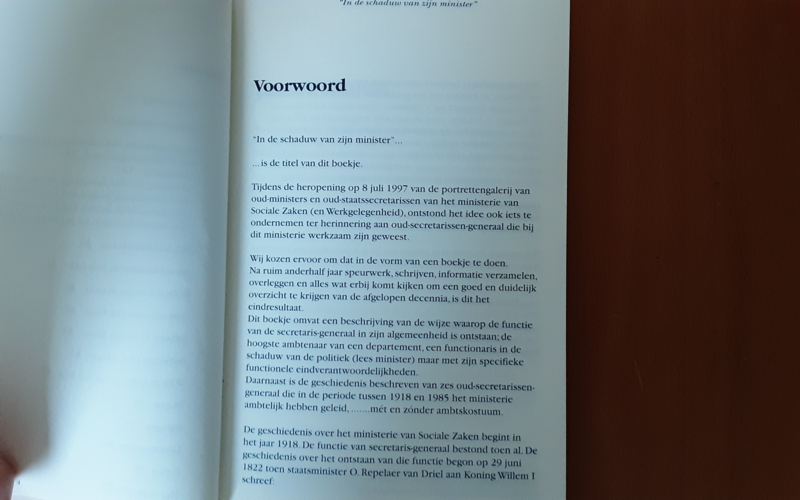 "In de schaduw van zijn minister"
Voorwoord
"In de schaduw van zijn minister"...
... is de titel van dit boekje.
Tijdens de heropening op 8 juli 1997 van de portrettengalerij van
oud-ministers en oud-staatssecretarissen van het ministerie van
Sociale Zaken (en Werkgelegenheid), ontstond het idee ook iets te
ondernemen ter herinnering aan oud-secretarissen-generaal die bij
dit ministerie werkzaam zijn geweest.
Wij kozen ervoor om dat in de vorm van een boekje te doen.
Na ruim anderhalf jaar speurwerk, schrijven, informatie verzamelen,
overleggen en alles wat erbij komt kijken om een goed en duidelijk
overzicht te krijgen van de afgelopen decennia, is dit het
eindresultaat.
Dit boekje omvat een beschrijving van de wijze waarop de functie
van de secretaris-generaal in zijn algemeenheid is ontstaan; de
hoogste ambtenaar van een departement, een functionaris in de
schaduw van de politiek (lees minister) maar met zijn specifieke
functionele eindverantwoordelijkheden.
Daarnaast is de geschiedenis beschreven van zes oud-secretarissen-
generaal die in de periode tussen 1918 en 1985 het ministerie
ambtelijk hebben geleid, .......mét en zónder ambtskostuum.
De geschiedenis over het ministerie van Sociale Zaken begint in
het jaar 1918. De functie van secretaris-generaal bestond toen al. De
geschiedenis over het ontstaan van die functie begon op 29 juni
1822 toen staatsminister O. Repelaer van Driel aan Koning Willem I
schreef: